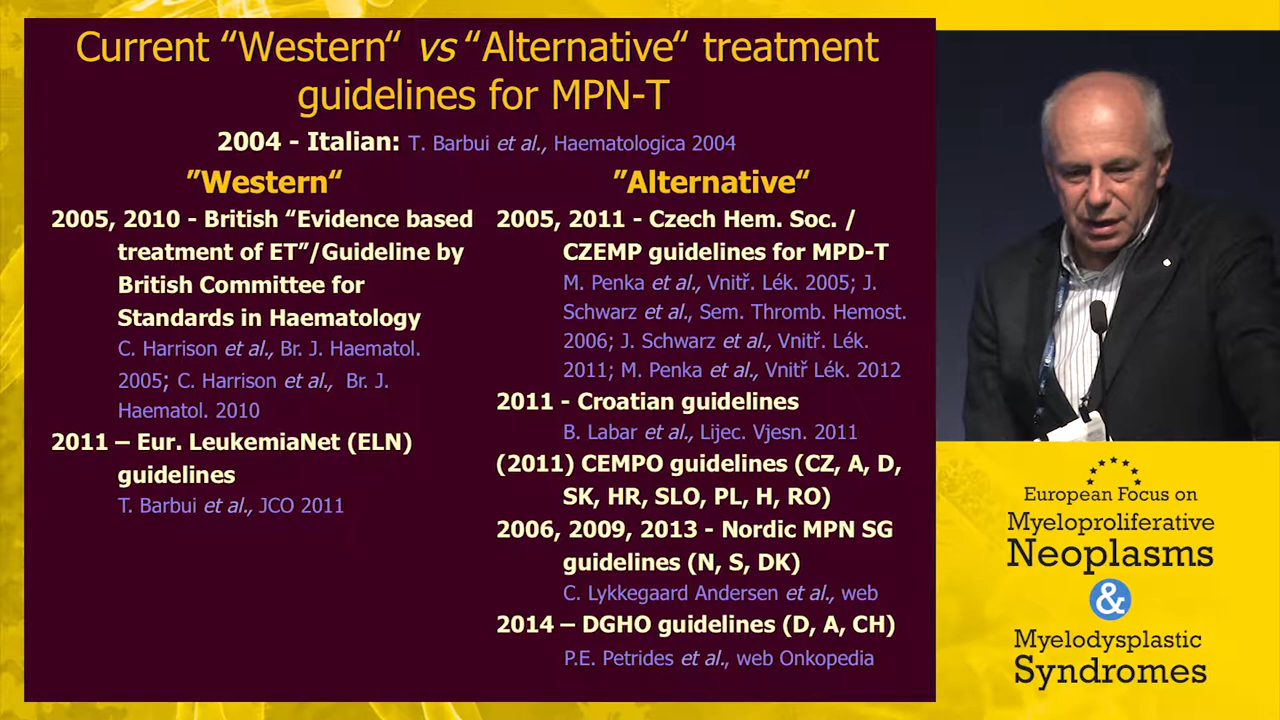 Current “Western“ vs “Alternative“ treatment
guidelines for MPN-T
2004 - Italian: T. Barbui et al., Haematologica 2004
”Western“
2005, 2010 - British “Evidence based
treatment of ET”/Guideline by
British Committee for
Standards in Haematology
C. Harrison et al., Br. J. Haematol.
2005; C. Harrison et al., Br. J.
Haematol. 2010
2011 – Eur. LeukemiaNet (ELN)
guidelines
T. Barbui et al., JCO 2011
”Alternative“
2005, 2011 - Czech Hem. Soc. /
CZEMP guidelines for MPD-T
M. Penka et al., Vnitř. Lék. 2005; J.
Schwarz et al., Sem. Thromb. Hemost.
2006; J. Schwarz et al., Vnitř. Lék.
2011; M. Penka et al., Vnitř Lék. 2012
2011 - Croatian guidelines
B. Labar et al., Lijec. Vjesn. 2011
(2011) CEMPO guidelines (CZ, A, D,
SK, HR, SLO, PL, H, RO)
2006, 2009, 2013 - Nordic MPN SG
guidelines (N, S, DK)
C. Lykkegaard Andersen et al., web
2014 – DGHO guidelines (D, A, CH)
P.E. Petrides et al., web Onkopedia
European Focus on
Myeloproliferative
Neoplasms
&
Myelodysplastic
Syndromes